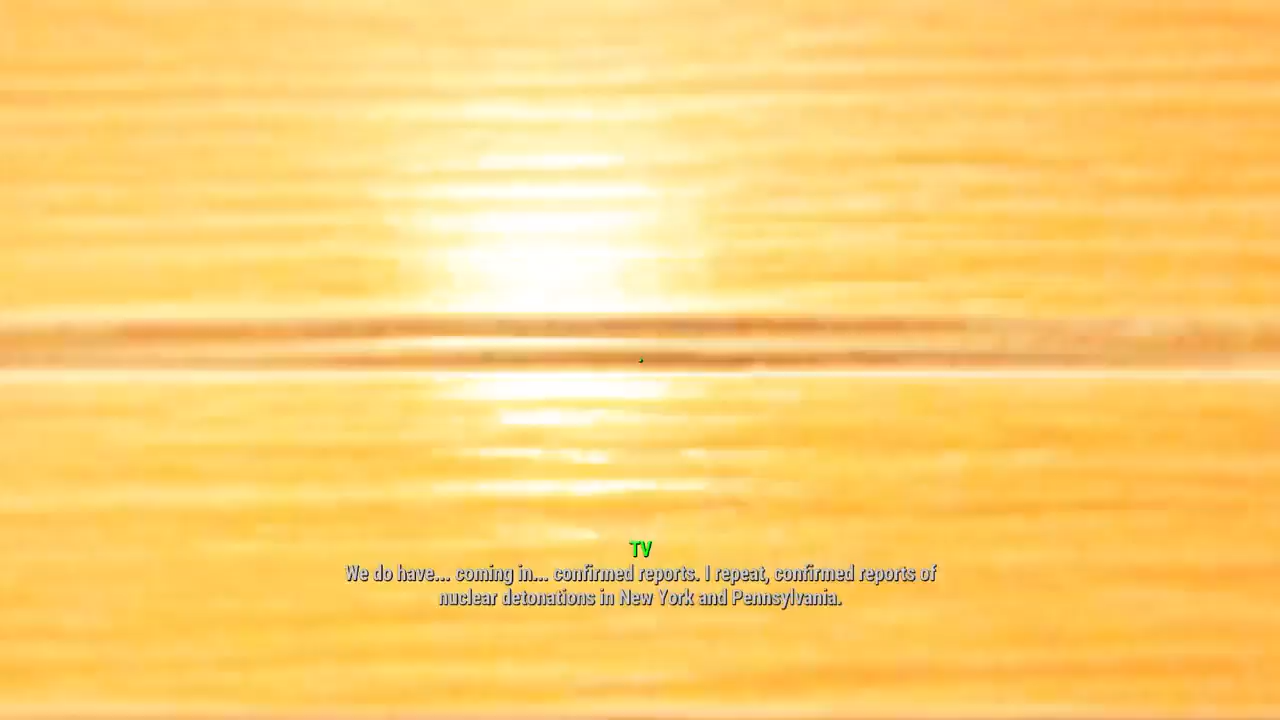 TV
We do have... coming in... confirmed reports. I repeat, confirmed reports of
nuclear detonations in New York and Pennsylvania.